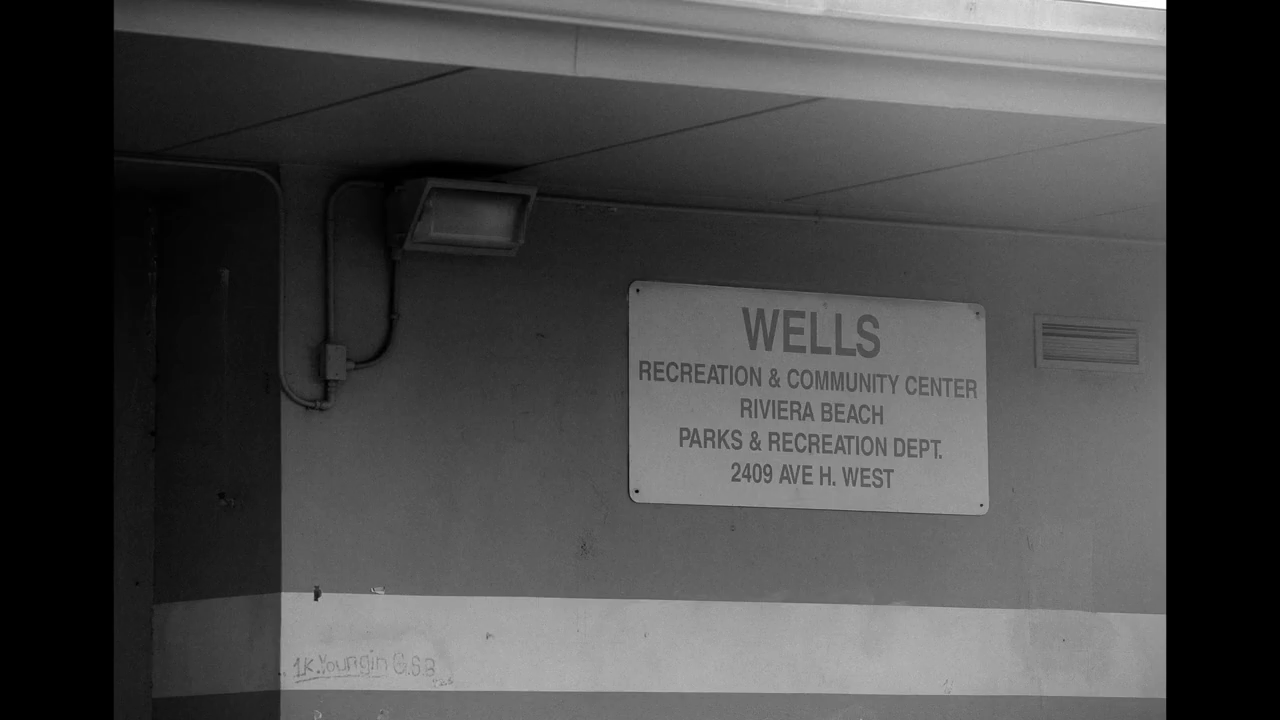 WELLS
RECREATION & COMMUNITY CENTER
RIVIERA BEACH
PARKS & RECREATION DEPT.
2409 AVE H. WEST
1K.Youngin G.S.B